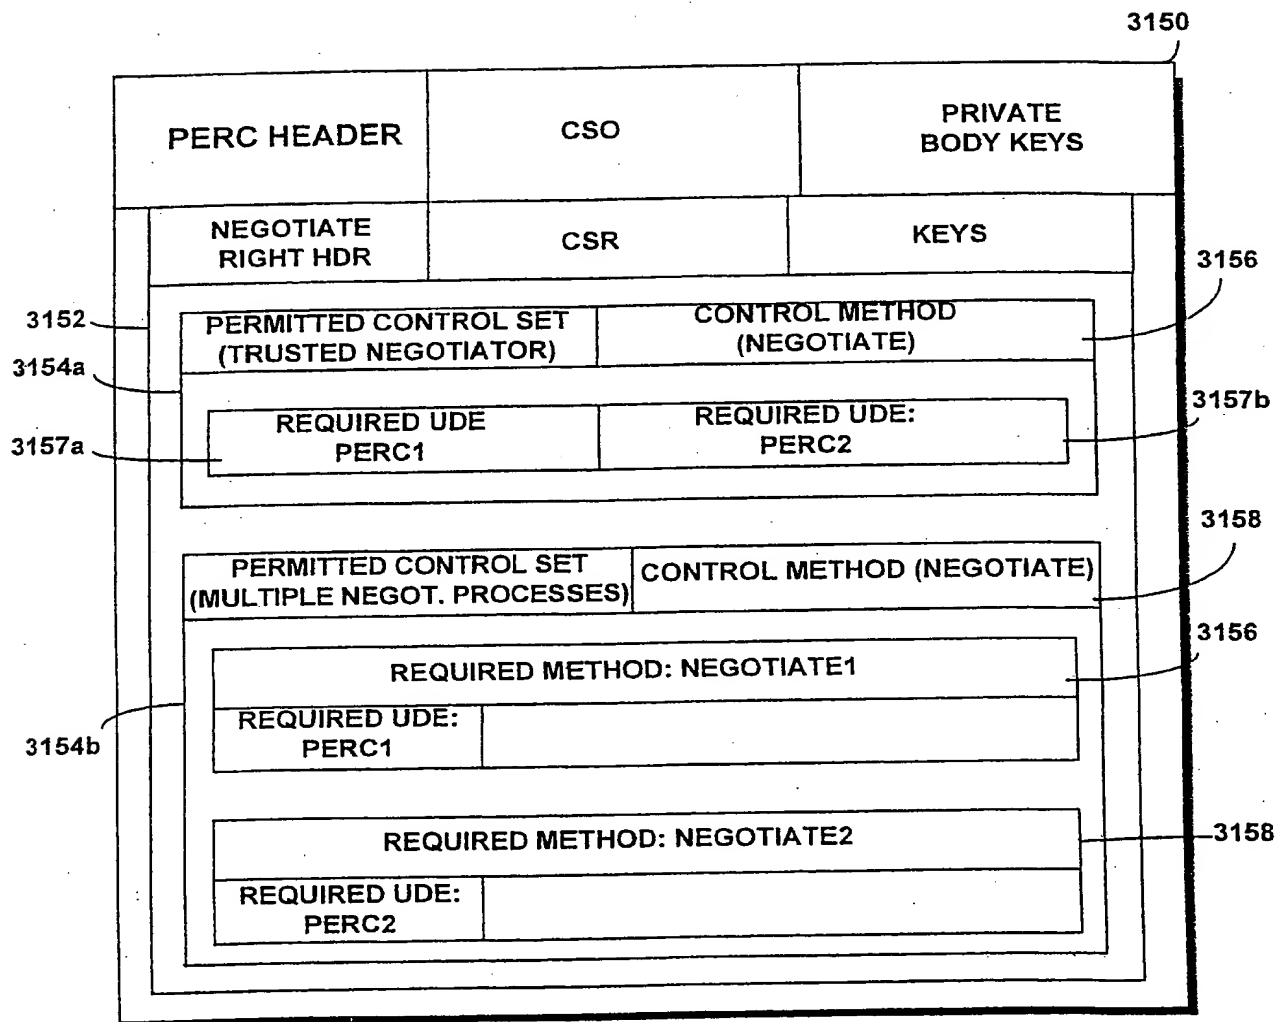 3150
PERC HEADER
CSO
PRIVATE
BODY KEYS
NEGOTIATE
RIGHT HDR
CSR
KEYS
3156
3152
PERMITTED CONTROL SET
(TRUSTED NEGOTIATOR)
CONTROL METHOD
(NEGOTIATE)
3154a
3157b
REQUIRED UDE
PERC1
REQUIRED UDE:
PERC2
3157a
3158
PERMITTED CONTROL SET
(MULTIPLE NEGOT. PROCESSES)
CONTROL METHOD (NEGOTIATE)
3156
REQUIRED METHOD: NEGOTIATE1
REQUIRED UDE:
PERC1
3154b
REQUIRED METHOD: NEGOTIATE2
3158
REQUIRED UDE:
PERC2